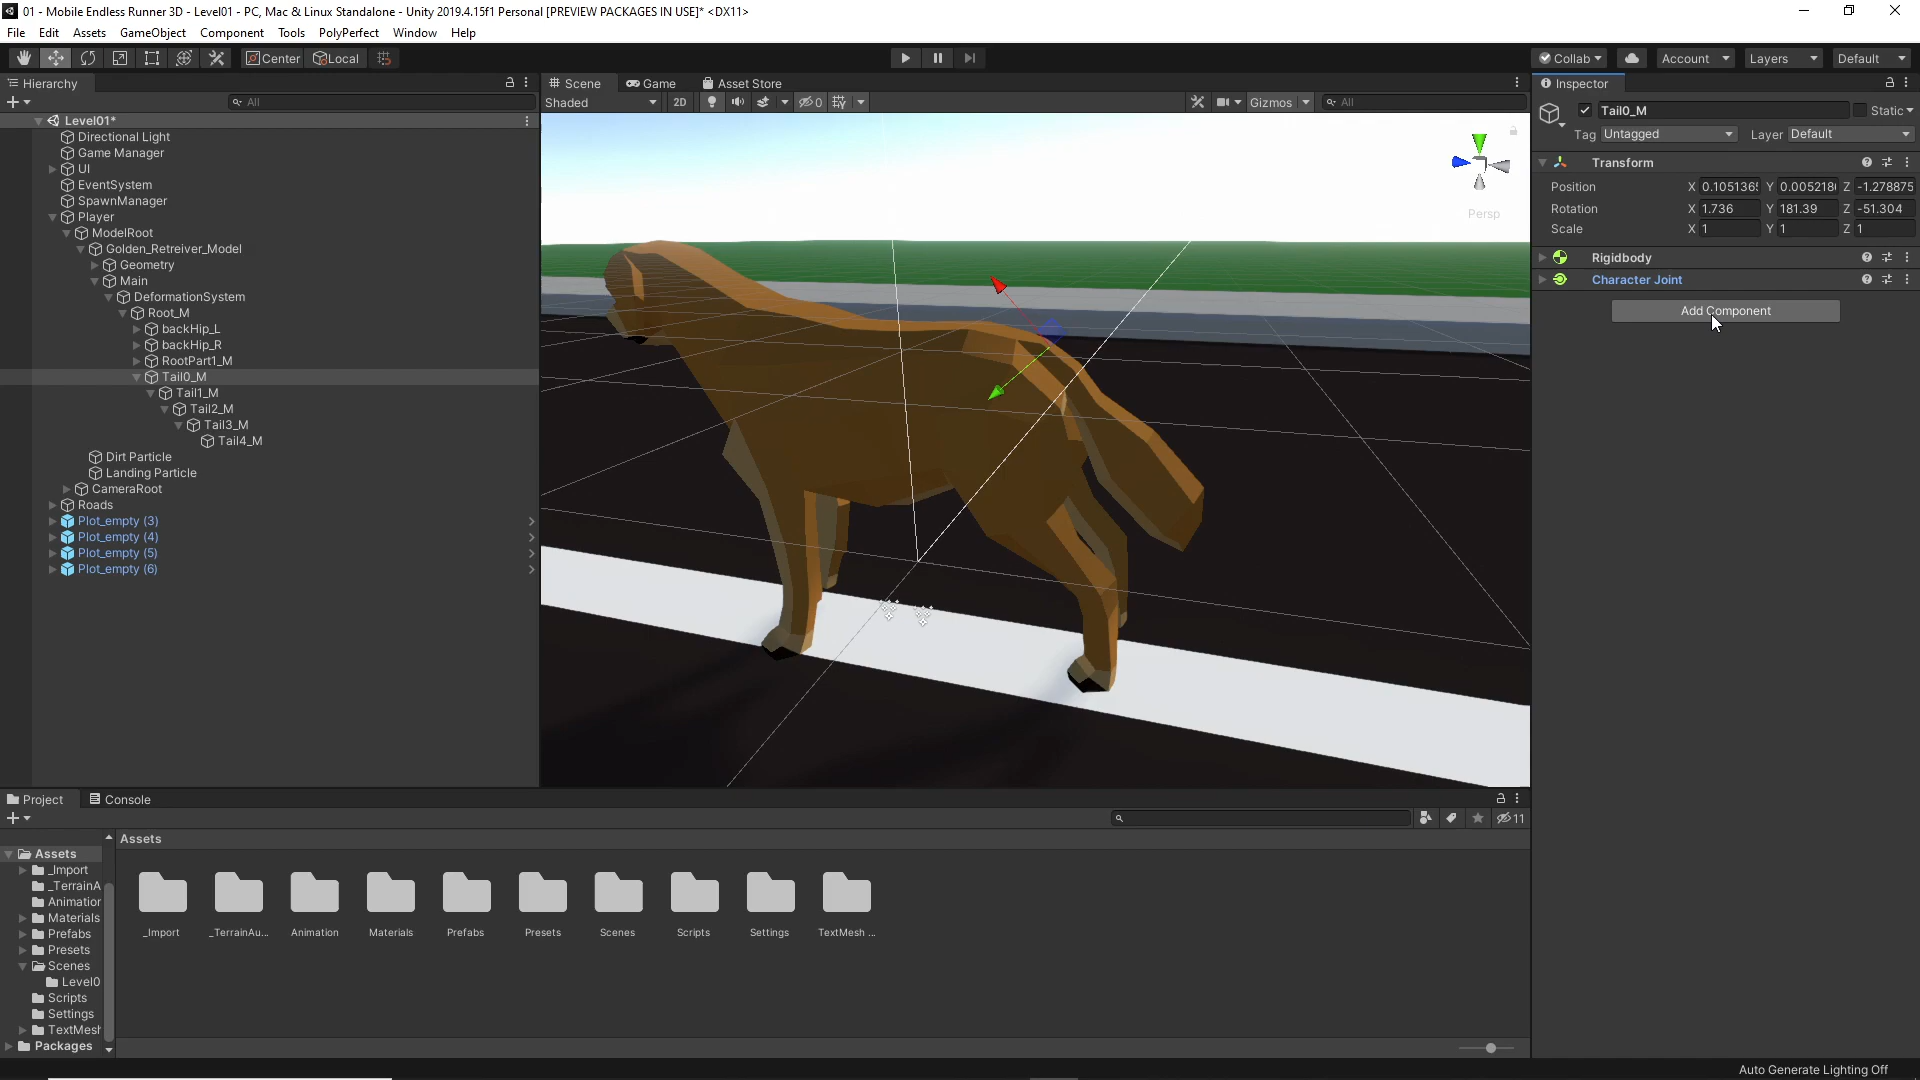 01 - Mobile Endless Runner 3D - Level01 - PC, Mac & Linux Standalone - Unity 2019.4.15f1 Personal [PREVIEW PACKAGES IN USE]* <DX11>
File Edit Assets GameObject Component Tools PolyPerfect Window Help
Center Local Collab Account Layers Default
Hierarchy
All
Level01*
Directional Light
Game Manager
UI
EventSystem
SpawnManager
Player
ModelRoot
Golden_Retreiver_Model
Geometry
Main
DeformationSystem
Root_M
backHip_L
backHip_R
RootPart1_M
Tail0_M
Tail1_M
Tail2_M
Tail3_M
Tail4_M
Dirt Particle
Landing Particle
CameraRoot
Roads
Plot_empty (3)
Plot_empty (4)
Plot_empty (5)
Plot_empty (6)
Scene Game Asset Store
Shaded 2D 0 Gizmos All
Persp
Inspector
Tail0_M Static
Tag Untagged Layer Default
Transform
Position X 0.105136 Y 0.005218 Z -1.278875
Rotation X 1.736 Y 181.39 Z -51.304
Scale X 1 Y 1 Z 1
Rigidbody
Character Joint
Add Component
Project Console
11
Assets
_Import
_TerrainA
Animation
Materials
Prefabs
Presets
Scenes
Level0
Scripts
Settings
TextMesh
Packages
Assets
_Import _TerrainAu... Animation Materials Prefabs Presets Scenes Scripts Settings TextMesh ...
Auto Generate Lighting Off